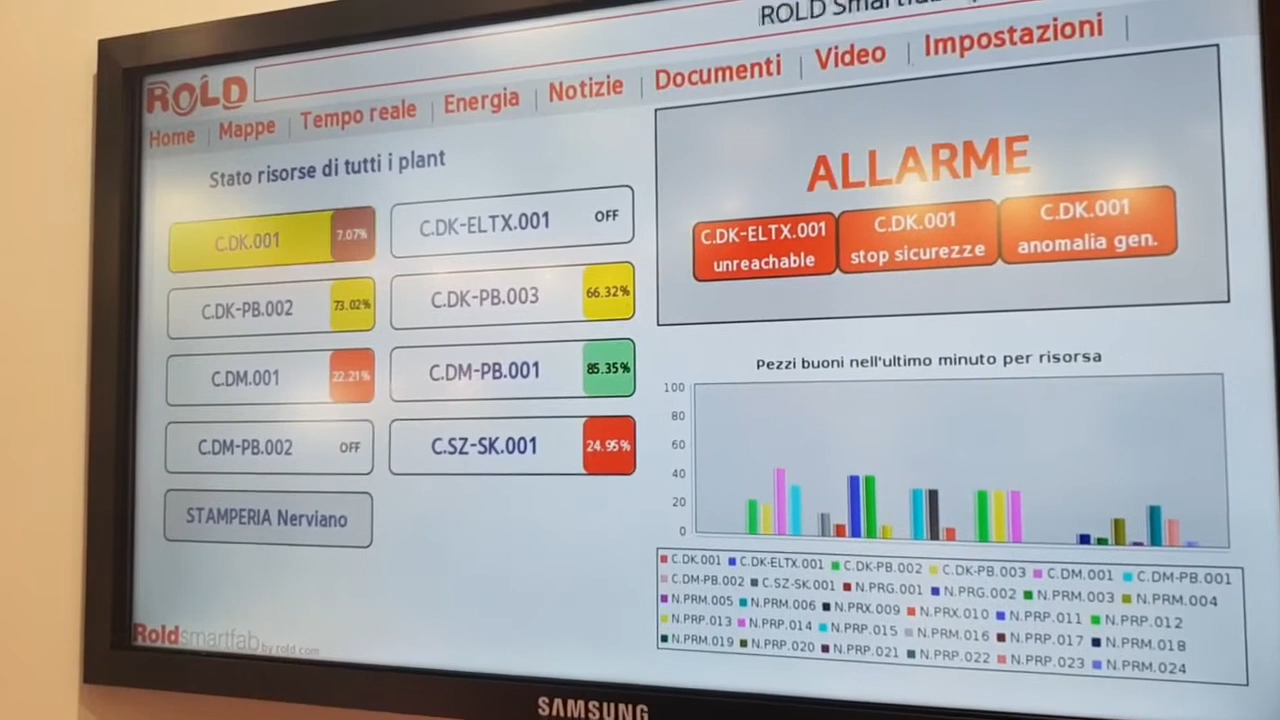 ROLD Smartfab
ROLD
Home | Mappe | Tempo reale | Energia | Notizie | Documenti | Video | Impostazioni |
Stato risorse di tutti i plant
C.DK.001 7.07%
C.DK-ELTX.001 OFF
C.DK-PB.002 73.02%
C.DK-PB.003 66.32%
C.DM.001 22.21%
C.DM-PB.001 85.35%
C.DM-PB.002 OFF
C.SZ-SK.001 24.95%
STAMPERIA Nerviano
ALLARME
C.DK-ELTX.001
unreachable
C.DK.001
stop sicurezze
C.DK.001
anomalia gen.
Pezzi buoni nell'ultimo minuto per risorsa
100
80
60
40
20
0
C.DK.001 C.DK-ELTX.001 C.DK-PB.002 C.DK-PB.003 C.DM.001 C.DM-PB.001
C.DM-PB.002 C.SZ-SK.001 N.PRG.001 N.PRG.002 N.PRM.003 N.PRM.004
N.PRM.005 N.PRM.006 N.PRX.009 N.PRX.010 N.PRP.011 N.PRP.012
N.PRP.013 N.PRP.014 N.PRP.015 N.PRM.016 N.PRP.017 N.PRM.018
N.PRM.019 N.PRP.020 N.PRP.021 N.PRP.022 N.PRP.023 N.PRM.024
Roldsmartfab by rold.com
SAMSUNG